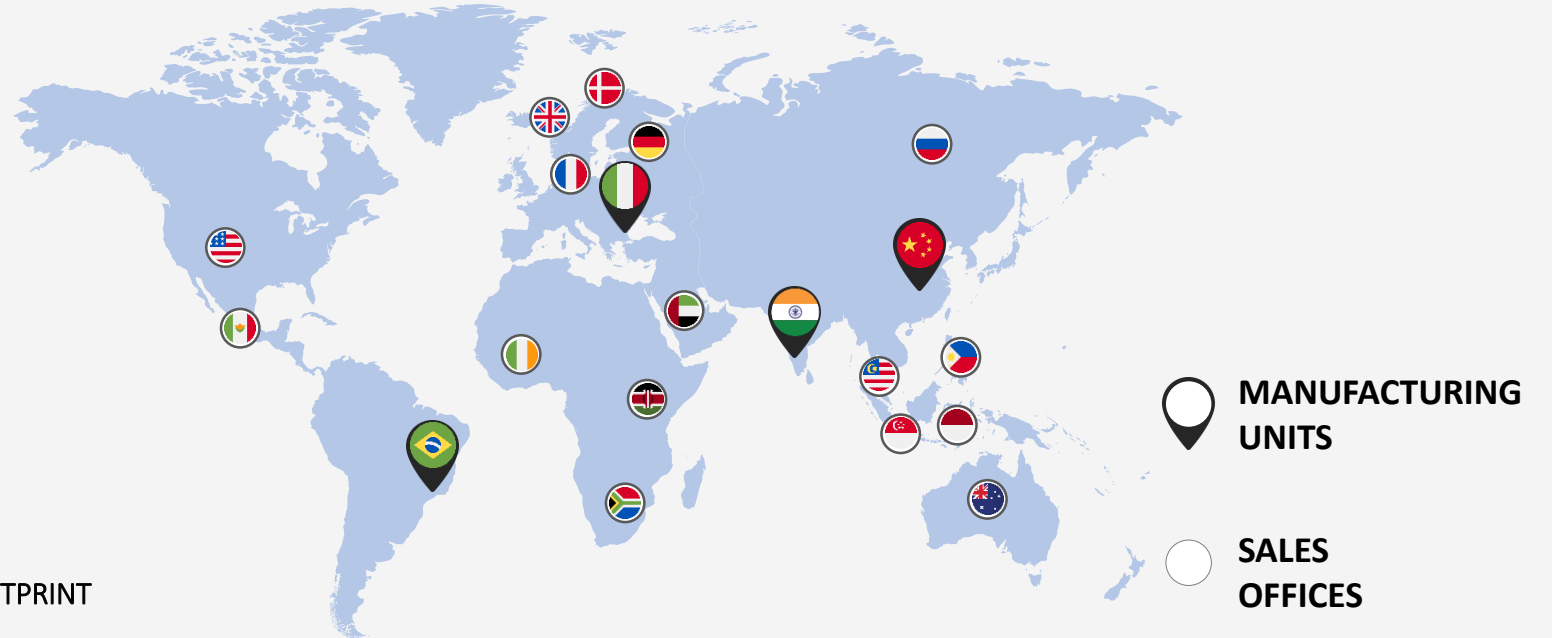 MANUFACTURING
UNITS
SALES
OFFICES
TPRINT